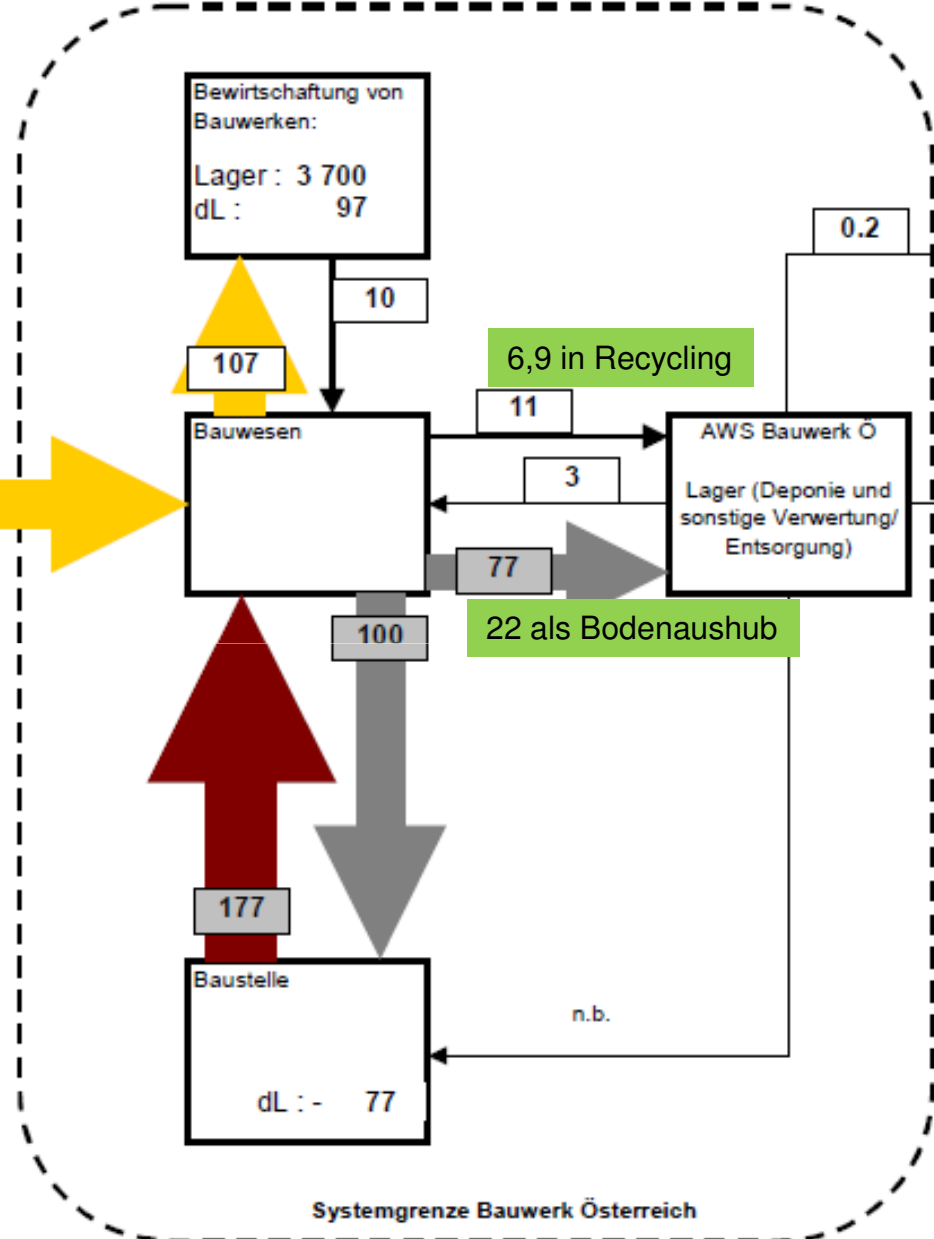 Bewirtschaftung von
Bauwerken:
Lager : 3 700
dL : 97
0.2
10
107
6,9 in Recycling
11
Bauwesen
AWS Bauwerk Ö
3
Lager (Deponie und
sonstige Verwertung/
Entsorgung)
77
22 als Bodenaushub
100
177
Baustelle
n.b.
dL : - 77
Systemgrenze Bauwerk Österreich